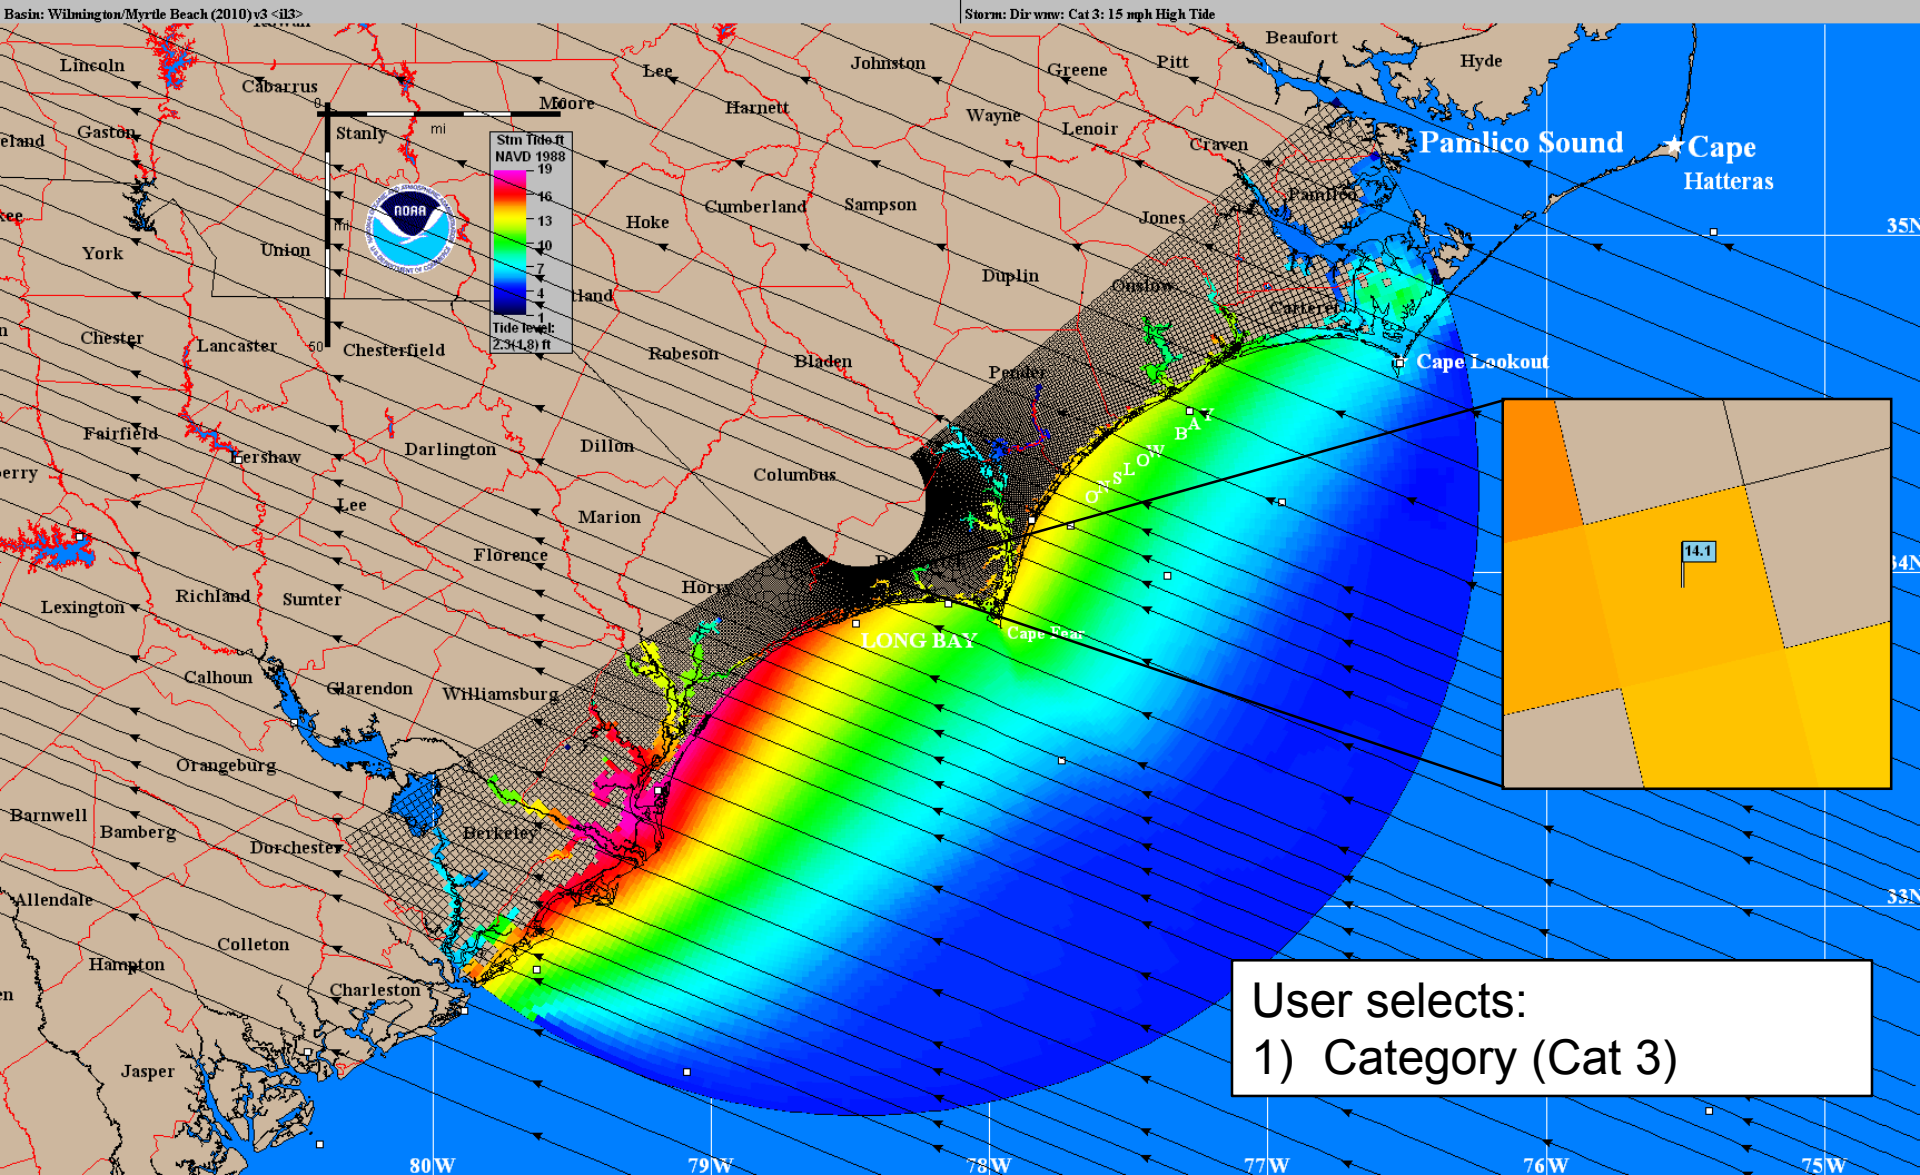 Basin: Wilmington/Myrtle Beach (2010) v3 <il3>
Storm: Dir wnw: Cat 3: 15 mph High Tide
Beaufort
Hyde
Lincoln
Cabarrus
Lee
Johnston
Greene
Pitt
0
Moore
mi
Harnett
Wayne
Lenoir
Gaston
Stanly
Craven
Pamlico Sound
Cape
Hatteras
Stm Tide ft
NAVD 1988
19
16
13
10
7
4
1
Tide level:
2.3(1.8) ft
NOAA
mi
50
Pamlico
York
Union
Hoke
Cumberland
Sampson
Jones
35N
Duplin
Onslow
Carteret
Chester
Lancaster
Chesterfield
Robeson
Bladen
Pender
Cape Lookout
Fairfield
Kershaw
Darlington
Dillon
Columbus
ONSLOW BAY
Lee
Marion
Florence
14.1
34N
Horry
Lexington
Richland
Sumter
LONG BAY
Cape Fear
Calhoun
Clarendon
Williamsburg
Orangeburg
Barnwell
Bamberg
Dorchester
Berkeley
Allendale
33N
Colleton
Hampton
Charleston
User selects:
1) Category (Cat 3)
Jasper
80W
79W
78W
77W
76W
75W